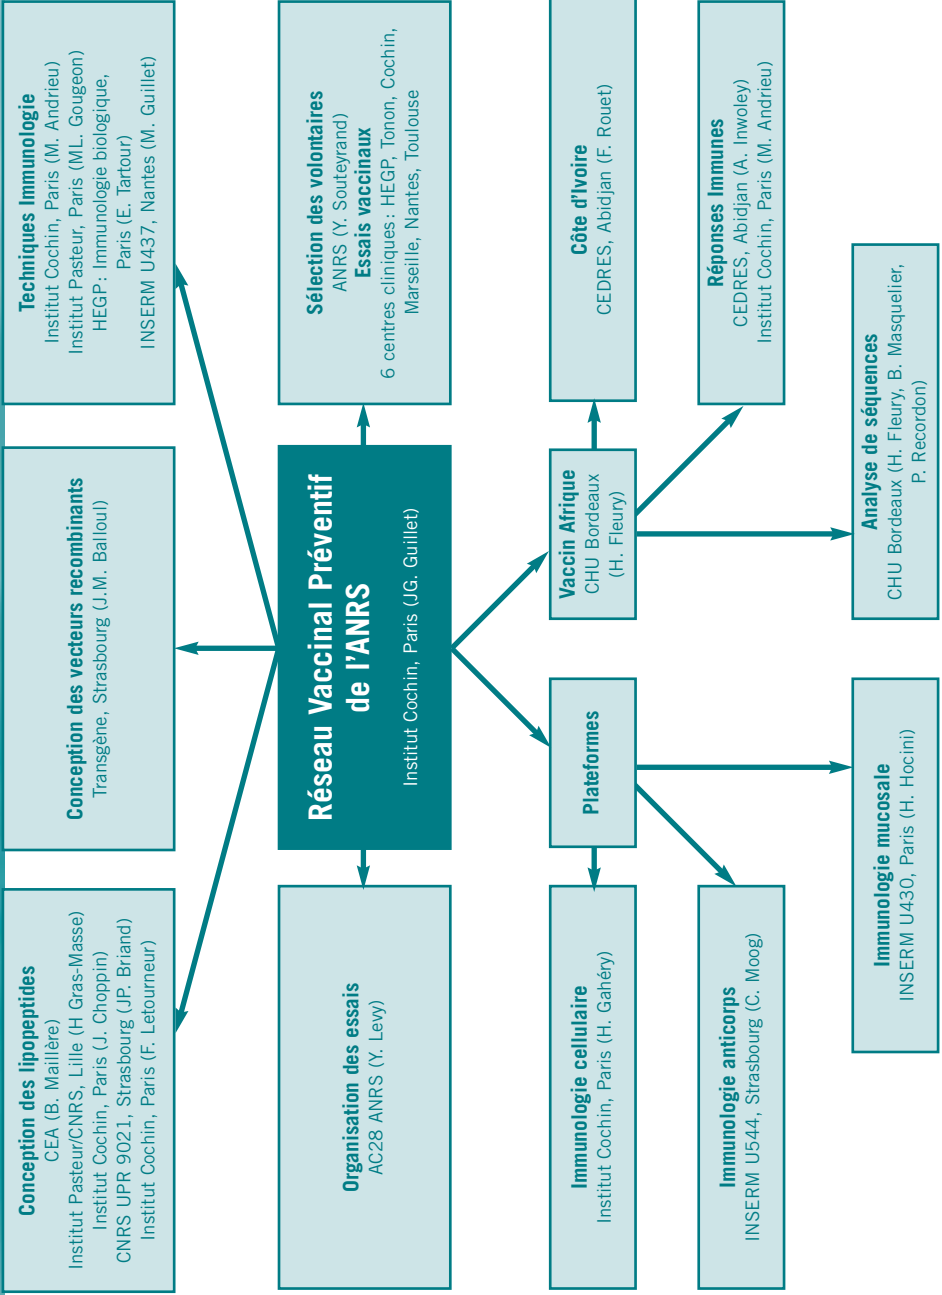 Conception des lipopeptides
CEA (B. Maillère)
Institut Pasteur/CNRS, Lille (H Gras-Masse)
Institut Cochin, Paris (J. Choppin)
CNRS UPR 9021, Strasbourg (JP. Briand)
Institut Cochin, Paris (F. Letourneur)
Conception des vecteurs recombinants
Transgène, Strasbourg (J.M. Balloul)
Techniques Immunologie
Institut Cochin, Paris (M. Andrieu)
Institut Pasteur, Paris (ML. Gougeon)
HEGP: Immunologie biologique,
Paris (E. Tartour)
INSERM U437, Nantes (M. Guillet)
Organisation des essais
AC28 ANRS (Y. Levy)
Réseau Vaccinal Préventif
de l'ANRS
Institut Cochin, Paris (JG. Guillet)
Sélection des volontaires
ANRS (Y. Souteyrand)
Essais vaccinaux
6 centres cliniques: HEGP, Tonon, Cochin,
Marseille, Nantes, Toulouse
Immunologie cellulaire
Institut Cochin, Paris (H. Gahéry)
Plateformes
Vaccin Afrique
CHU Bordeaux
(H. Fleury)
Côte d'Ivoire
CEDRES, Abidjan (F. Rouet)
Immunologie anticorps
INSERM U544, Strasbourg (C. Moog)
Réponses Immunes
CEDRES, Abidjan (A. Inwoley)
Institut Cochin, Paris (M. Andrieu)
Immunologie mucosale
INSERM U430, Paris (H. Hocini)
Analyse de séquences
CHU Bordeaux (H. Fleury, B. Masquelier,
P. Recordon)